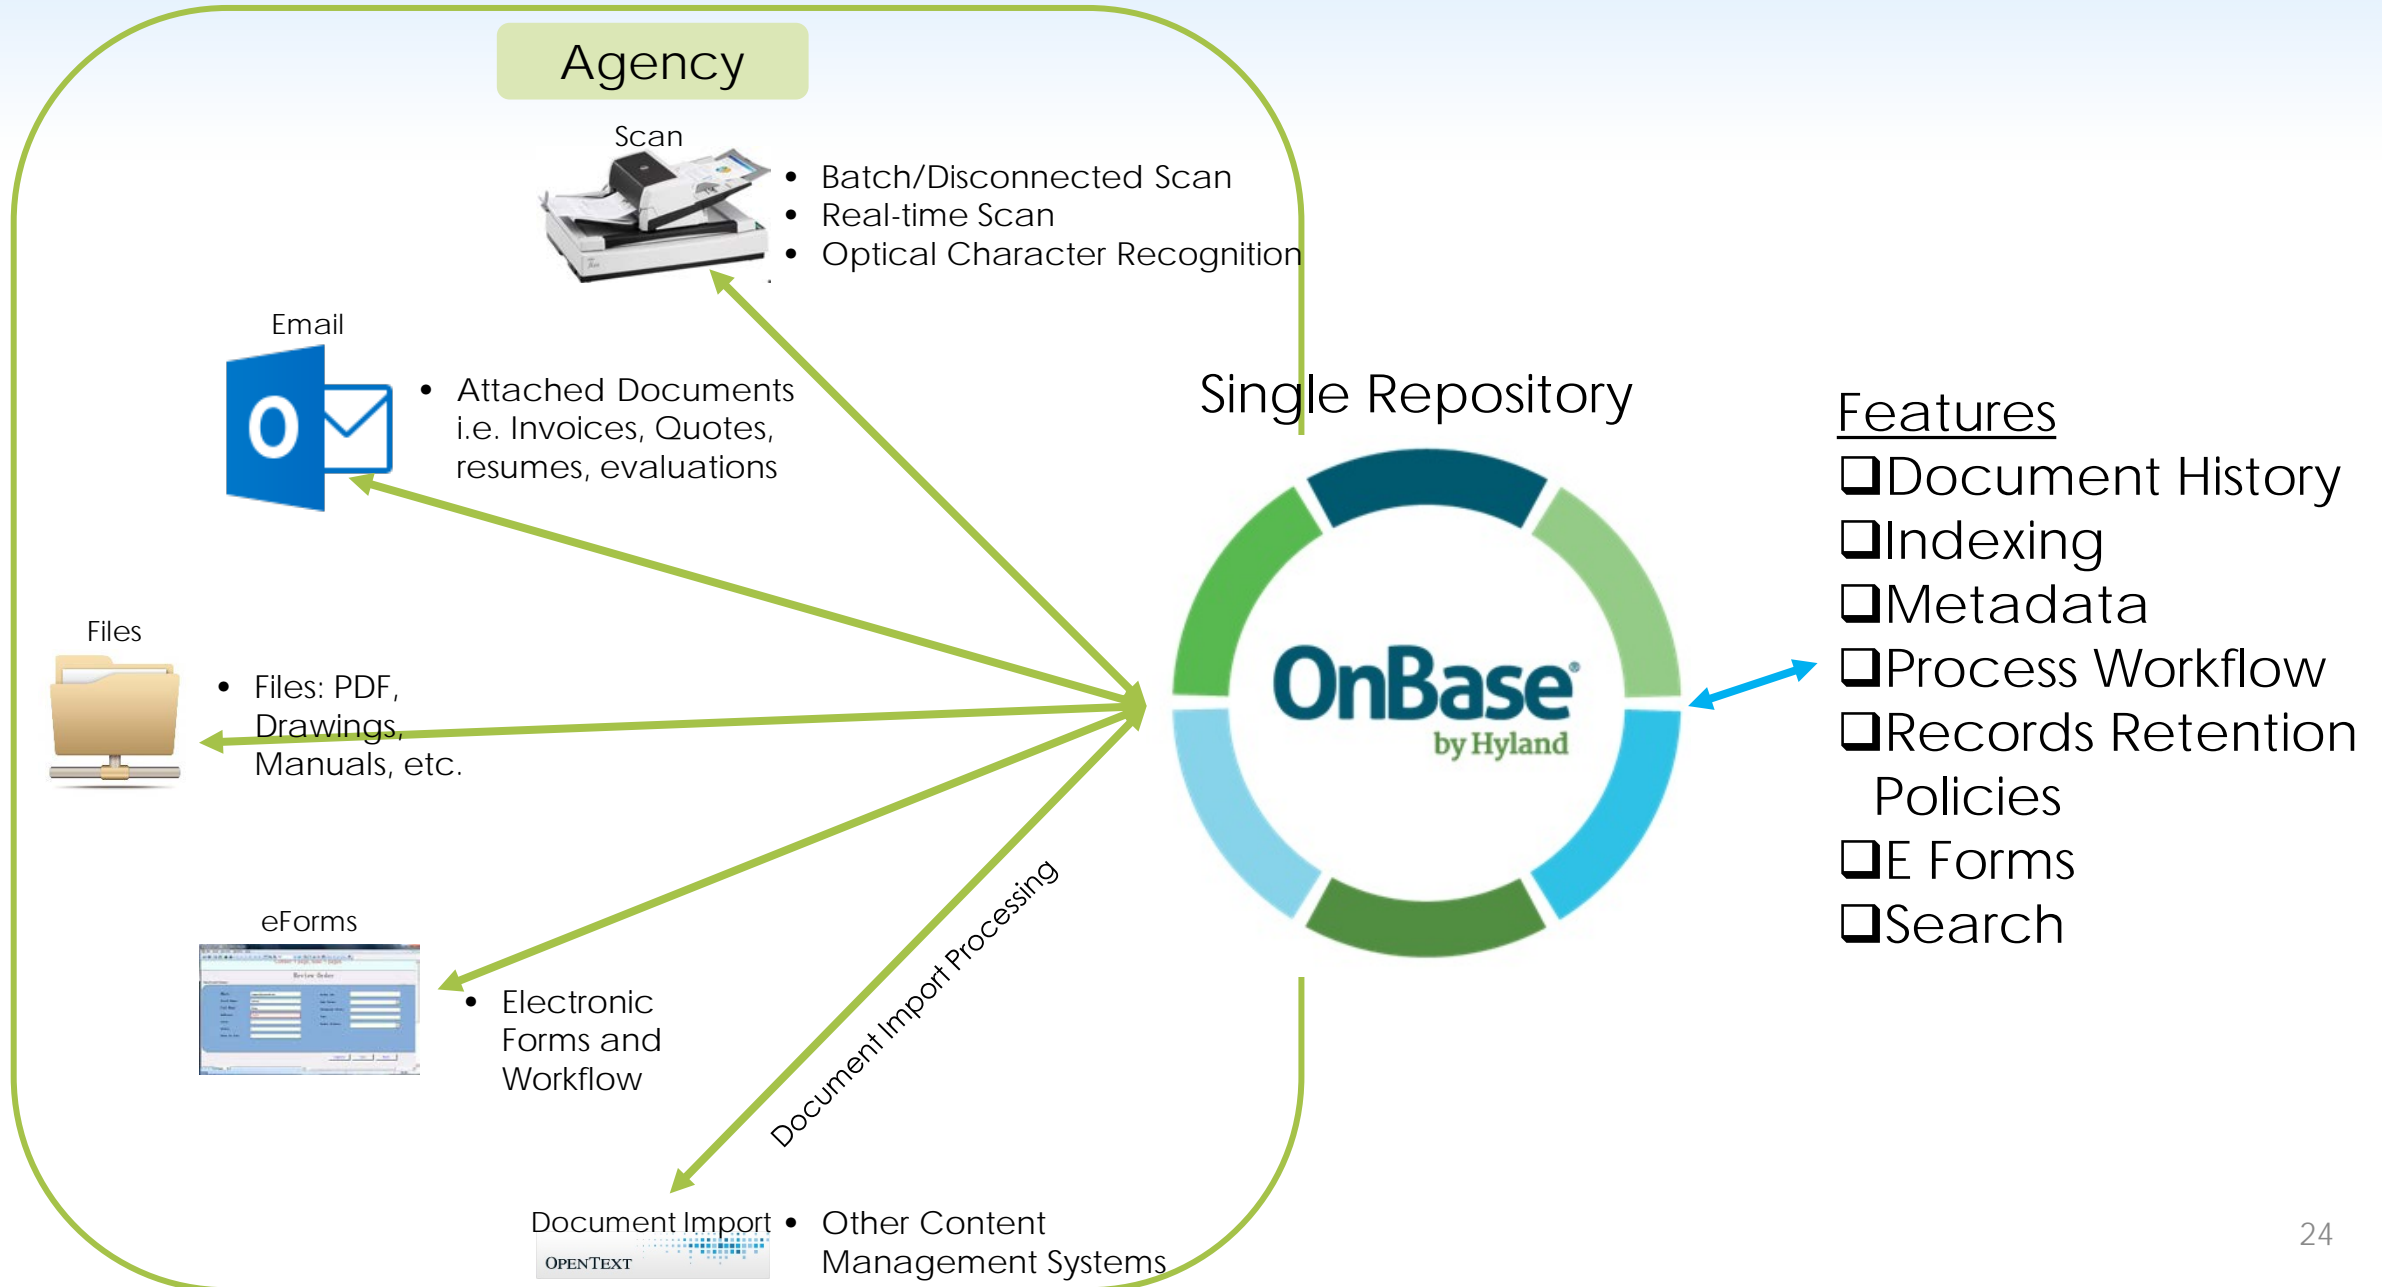 Agency
Scan
• Batch/Disconnected Scan
• Real-time Scan
• Optical Character Recognition
Email
• Attached Documents
i.e. Invoices, Quotes,
resumes, evaluations
Files
• Files: PDF,
Drawings,
Manuals, etc.
eForms
Review Order
• Electronic
Forms and
Workflow
Document Import Processing
Document Import
OPENTEXT
• Other Content
Management Systems
Single Repository
OnBase®
by Hyland
Features
❑Document History
❑Indexing
❑Metadata
❑Process Workflow
❑Records Retention
Policies
❑E Forms
❑Search
24